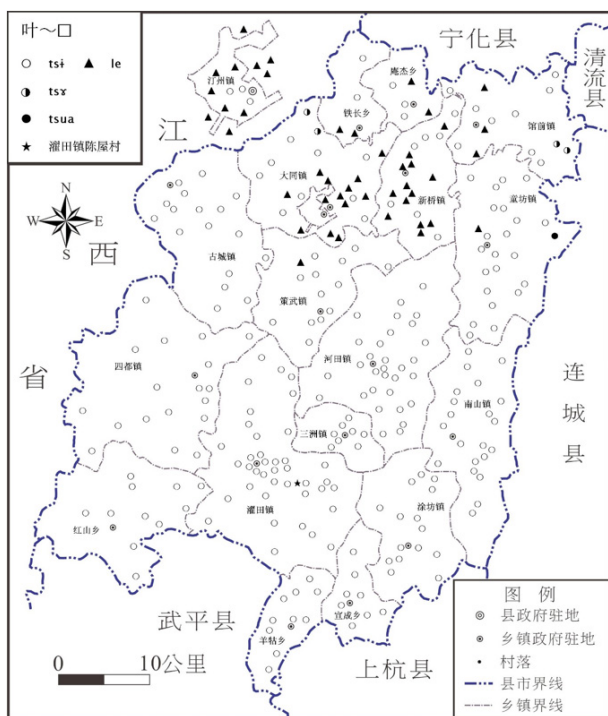 叶~口
○ tsɨ ▲ le
◑ tsɤ
● tsua
★ 濯田镇陈屋村
宁化县
清流县
江
西
省
连城县
武平县
上杭县
汀州镇
庵杰乡
铁长乡
馆前镇
大同镇
新桥镇
童坊镇
古城镇
策武镇
河田镇
四都镇
三洲镇
南山镇
濯田镇
涂坊镇
红山乡
羊牯乡
宣成乡
N
W E
S
0 10公里
图 例
县政府驻地
乡镇政府驻地
村落
县市界线
乡镇界线